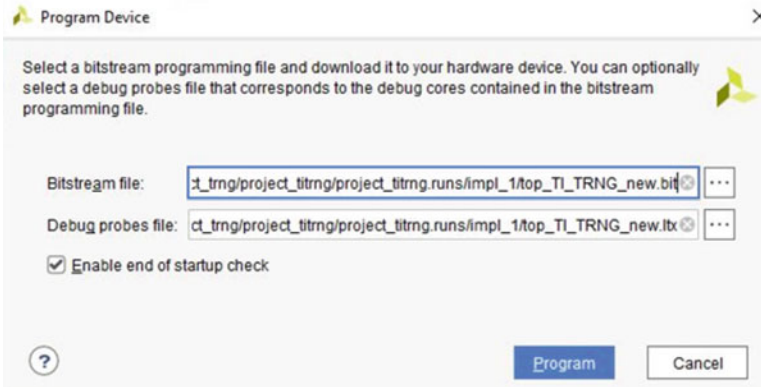 Program Device
Select a bitstream programming file and download it to your hardware device. You can optionally
select a debug probes file that corresponds to the debug cores contained in the bitstream
programming file.
Bitstream file: :t_trng/project_titrng/project_titrng.runs/impl_1/top_TI_TRNG_new.bit ...
Debug probes file: ct_trng/project_titrng/project_titrng.runs/impl_1/top_TI_TRNG_new.ltx ...
Enable end of startup check
? Program Cancel